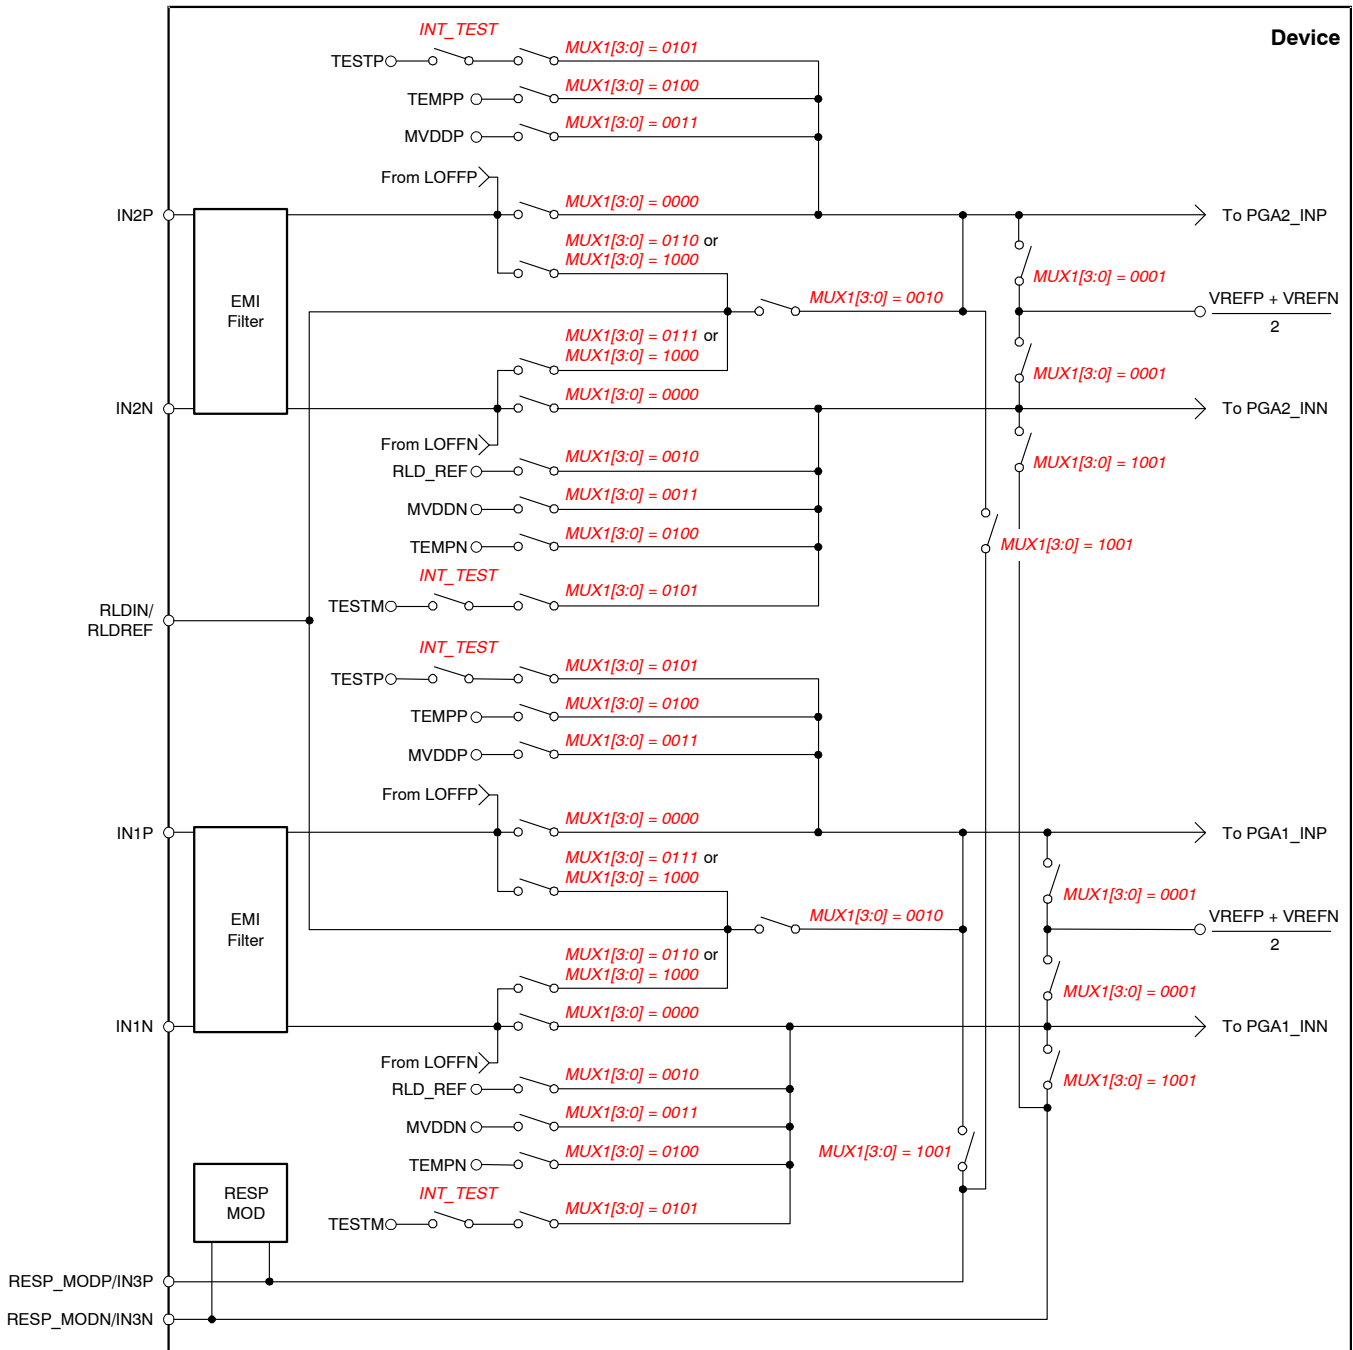 Device
INT_TEST
TESTP
MUX1[3:0] = 0101
TEMPP
MUX1[3:0] = 0100
MVDDP
MUX1[3:0] = 0011
From LOFFP
IN2P
MUX1[3:0] = 0000
To PGA2_INP
MUX1[3:0] = 0110 or
MUX1[3:0] = 1000
MUX1[3:0] = 0001
EMI
Filter
MUX1[3:0] = 0010
VREFP + VREFN
2
MUX1[3:0] = 0111 or
MUX1[3:0] = 1000
MUX1[3:0] = 0001
IN2N
MUX1[3:0] = 0000
To PGA2_INN
From LOFFN
RLD_REF
MUX1[3:0] = 0010
MUX1[3:0] = 1001
MVDDN
MUX1[3:0] = 0011
TEMPN
MUX1[3:0] = 0100
MUX1[3:0] = 1001
INT_TEST
TESTM
MUX1[3:0] = 0101
RLDIN/
RLDREF
INT_TEST
TESTP
MUX1[3:0] = 0101
TEMPP
MUX1[3:0] = 0100
MVDDP
MUX1[3:0] = 0011
From LOFFP
IN1P
MUX1[3:0] = 0000
To PGA1_INP
MUX1[3:0] = 0111 or
MUX1[3:0] = 1000
MUX1[3:0] = 0001
EMI
Filter
MUX1[3:0] = 0010
VREFP + VREFN
2
MUX1[3:0] = 0110 or
MUX1[3:0] = 1000
MUX1[3:0] = 0001
IN1N
MUX1[3:0] = 0000
To PGA1_INN
From LOFFN
RLD_REF
MUX1[3:0] = 0010
MUX1[3:0] = 1001
MVDDN
MUX1[3:0] = 0011
TEMPN
MUX1[3:0] = 0100
MUX1[3:0] = 1001
RESP
MOD
INT_TEST
TESTM
MUX1[3:0] = 0101
RESP_MODP/IN3P
RESP_MODN/IN3N